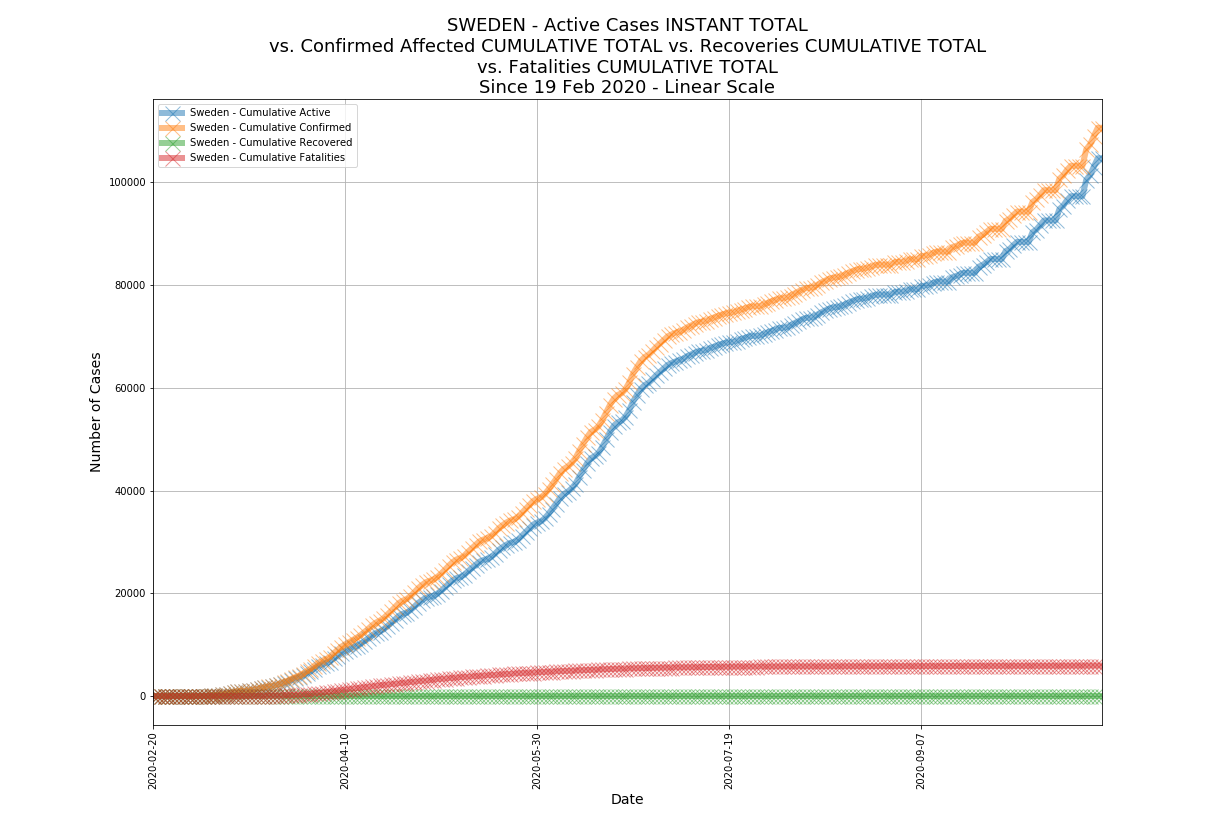 SWEDEN - Active Cases INSTANT TOTAL
vs. Confirmed Affected CUMULATIVE TOTAL vs. Recoveries CUMULATIVE TOTAL
vs. Fatalities CUMULATIVE TOTAL
Since 19 Feb 2020 - Linear Scale
Sweden - Cumulative Active
Sweden - Cumulative Confirmed
Sweden - Cumulative Recovered
Sweden - Cumulative Fatalities
Number of Cases
100000
80000
60000
40000
20000
0
2020-02-20
2020-04-10
2020-05-30
2020-07-19
2020-09-07
Date